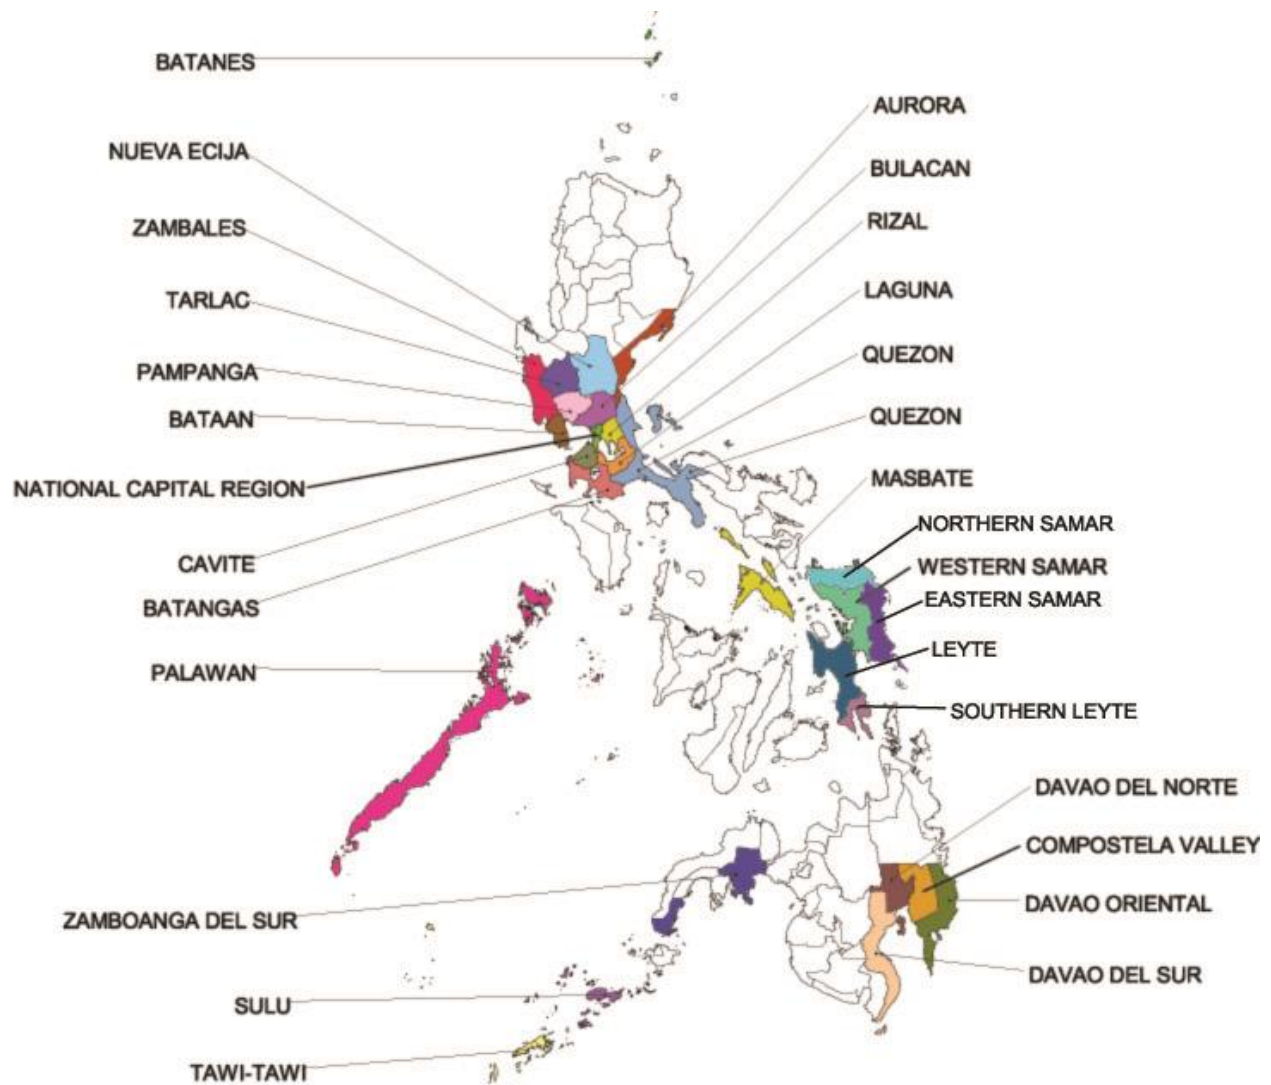 BATANES
NUEVA ECIJA
ZAMBALES
TARLAC
PAMPANGA
BATAAN
NATIONAL CAPITAL REGION
CAVITE
BATANGAS
PALAWAN
ZAMBOANGA DEL SUR
SULU
TAWI-TAWI
AURORA
BULACAN
RIZAL
LAGUNA
QUEZON
QUEZON
MASBATE
NORTHERN SAMAR
WESTERN SAMAR
EASTERN SAMAR
LEYTE
SOUTHERN LEYTE
DAVAO DEL NORTE
COMPOSTELA VALLEY
DAVAO ORIENTAL
DAVAO DEL SUR